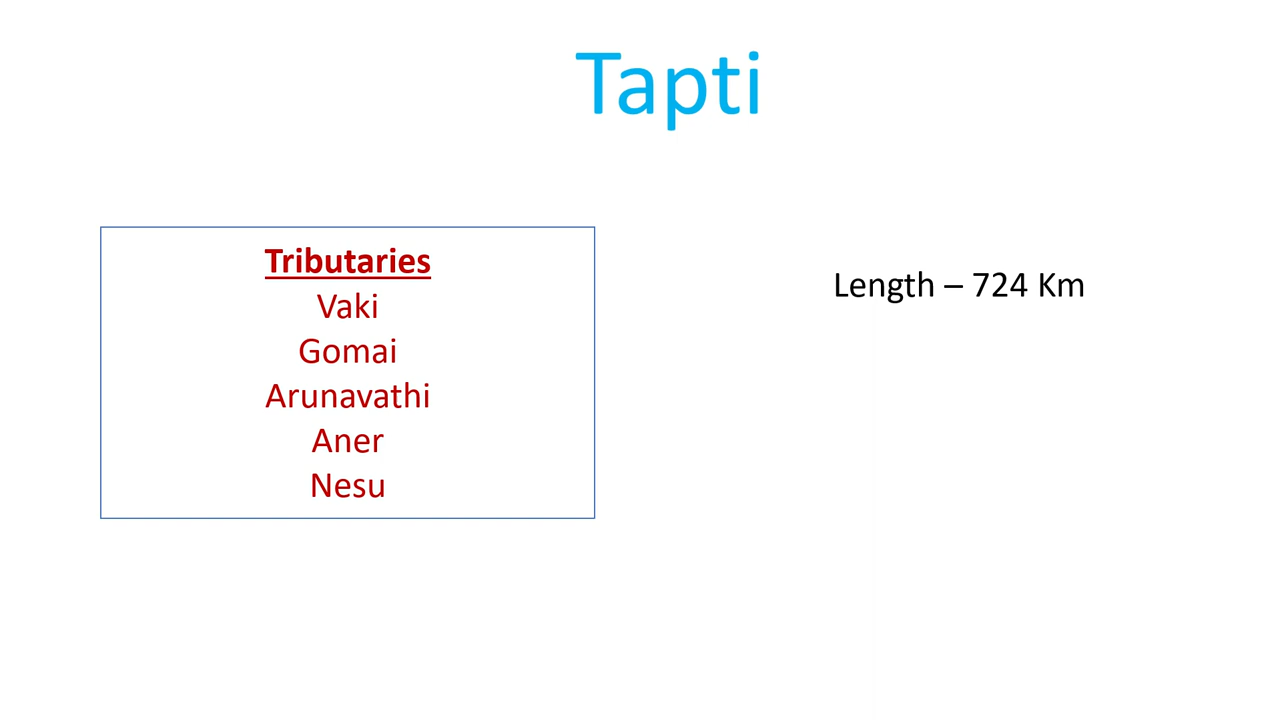 Tapti
Tributaries
Vaki
Gomai
Arunavathi
Aner
Nesu
Length – 724 Km